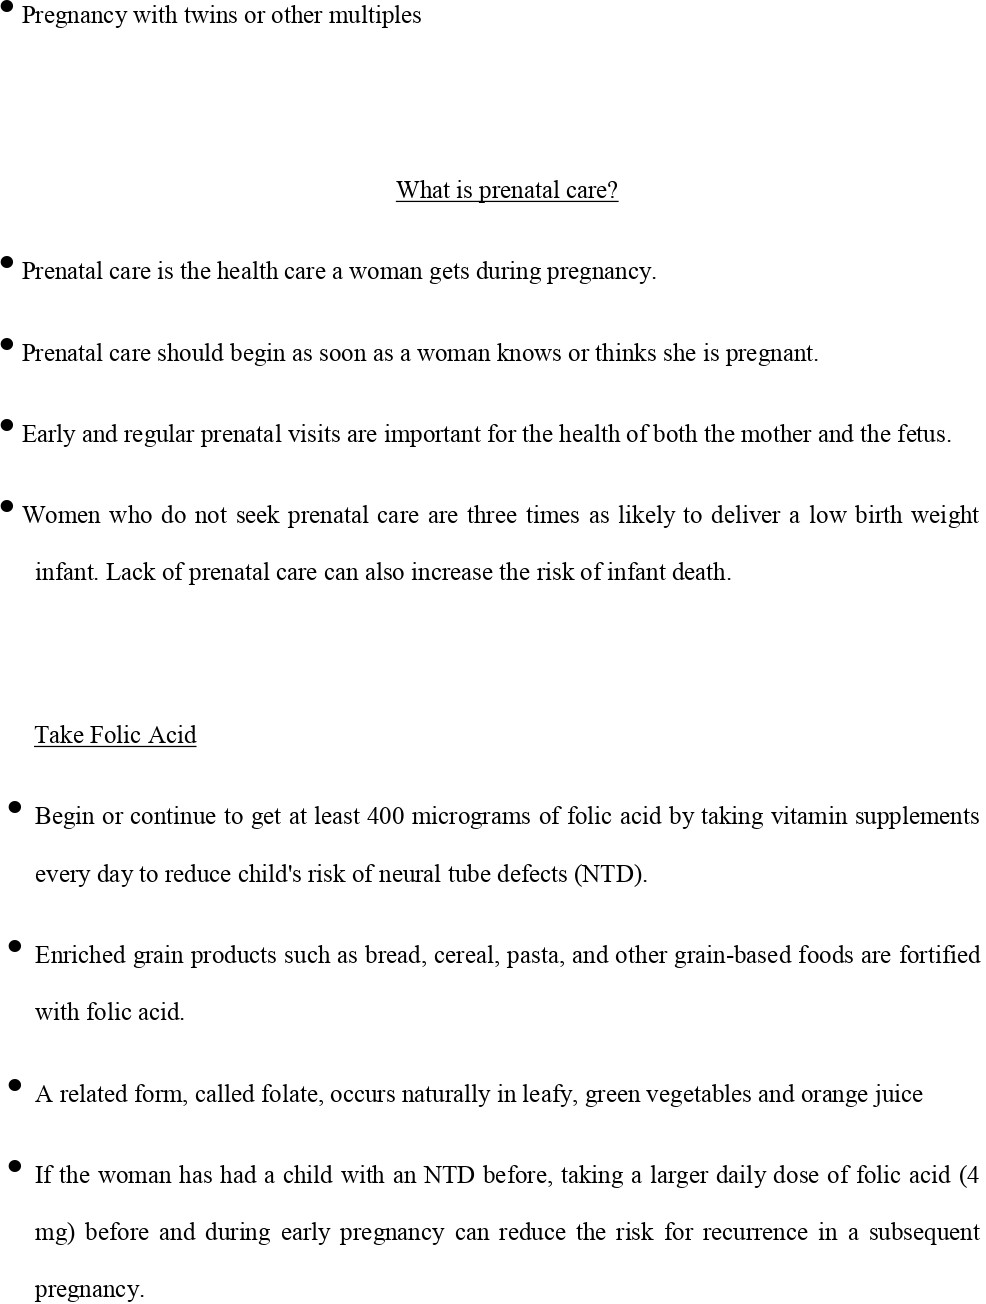 • Pregnancy with twins or other multiples
What is prenatal care?
• Prenatal care is the health care a woman gets during pregnancy.
• Prenatal care should begin as soon as a woman knows or thinks she is pregnant.
• Early and regular prenatal visits are important for the health of both the mother and the fetus.
• Women who do not seek prenatal care are three times as likely to deliver a low birth weight
infant. Lack of prenatal care can also increase the risk of infant death.
Take Folic Acid
• Begin or continue to get at least 400 micrograms of folic acid by taking vitamin supplements
every day to reduce child's risk of neural tube defects (NTD).
• Enriched grain products such as bread, cereal, pasta, and other grain-based foods are fortified
with folic acid.
• A related form, called folate, occurs naturally in leafy, green vegetables and orange juice
• If the woman has had a child with an NTD before, taking a larger daily dose of folic acid (4
mg) before and during early pregnancy can reduce the risk for recurrence in a subsequent
pregnancy.